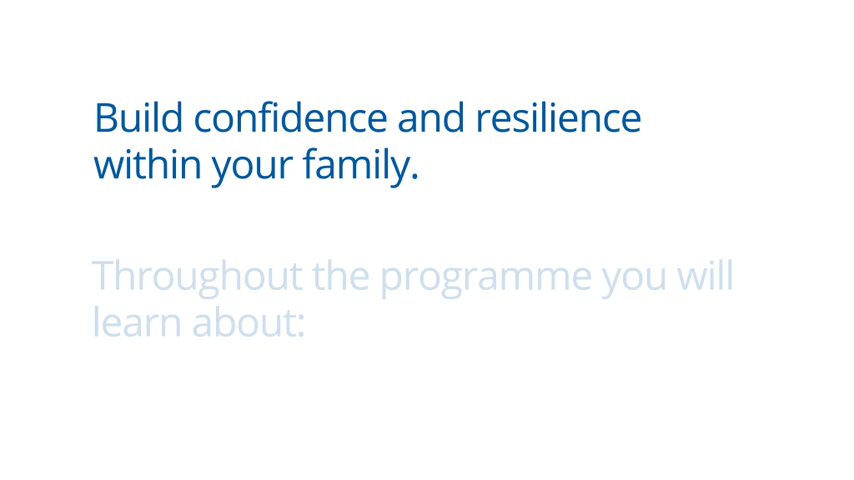 Build confidence and resilience
within your family.
Throughout the programme you will
learn about: